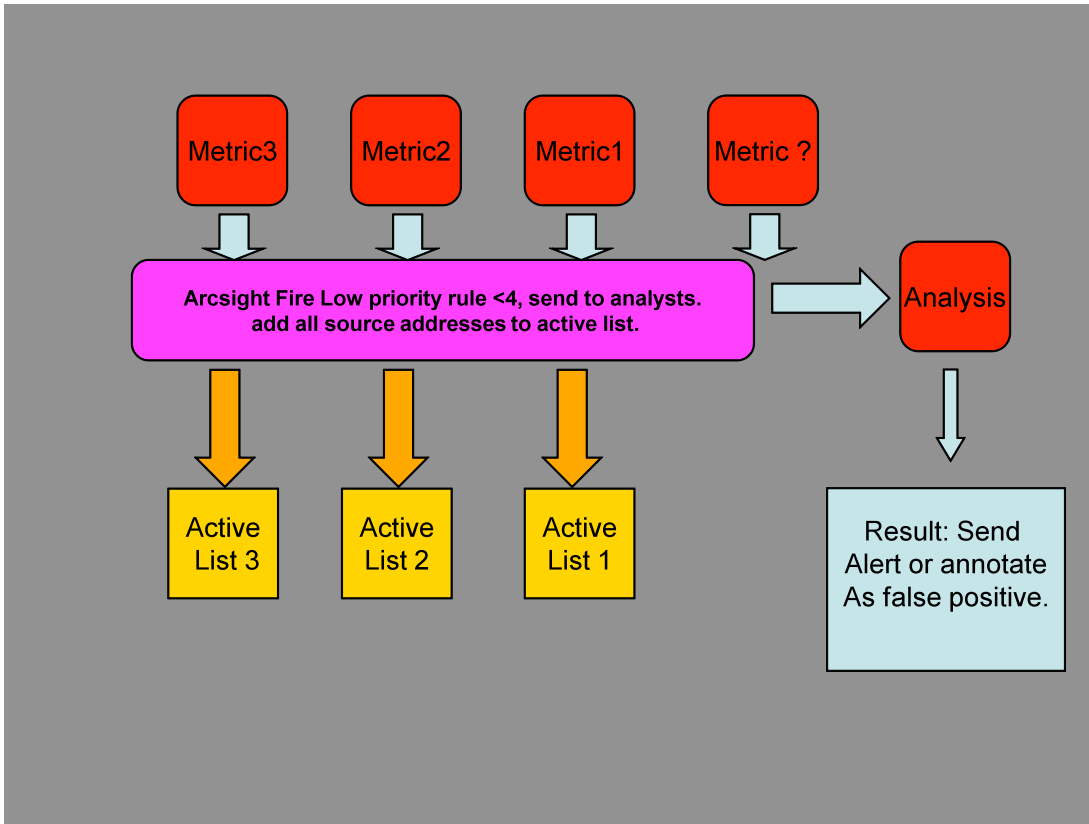 Metric3
Metric2
Metric1
Metric ?
Arcsight Fire Low priority rule <4, send to analysts.
add all source addresses to active list.
Analysis
Active
List 3
Active
List 2
Active
List 1
Result: Send
Alert or annotate
As false positive.